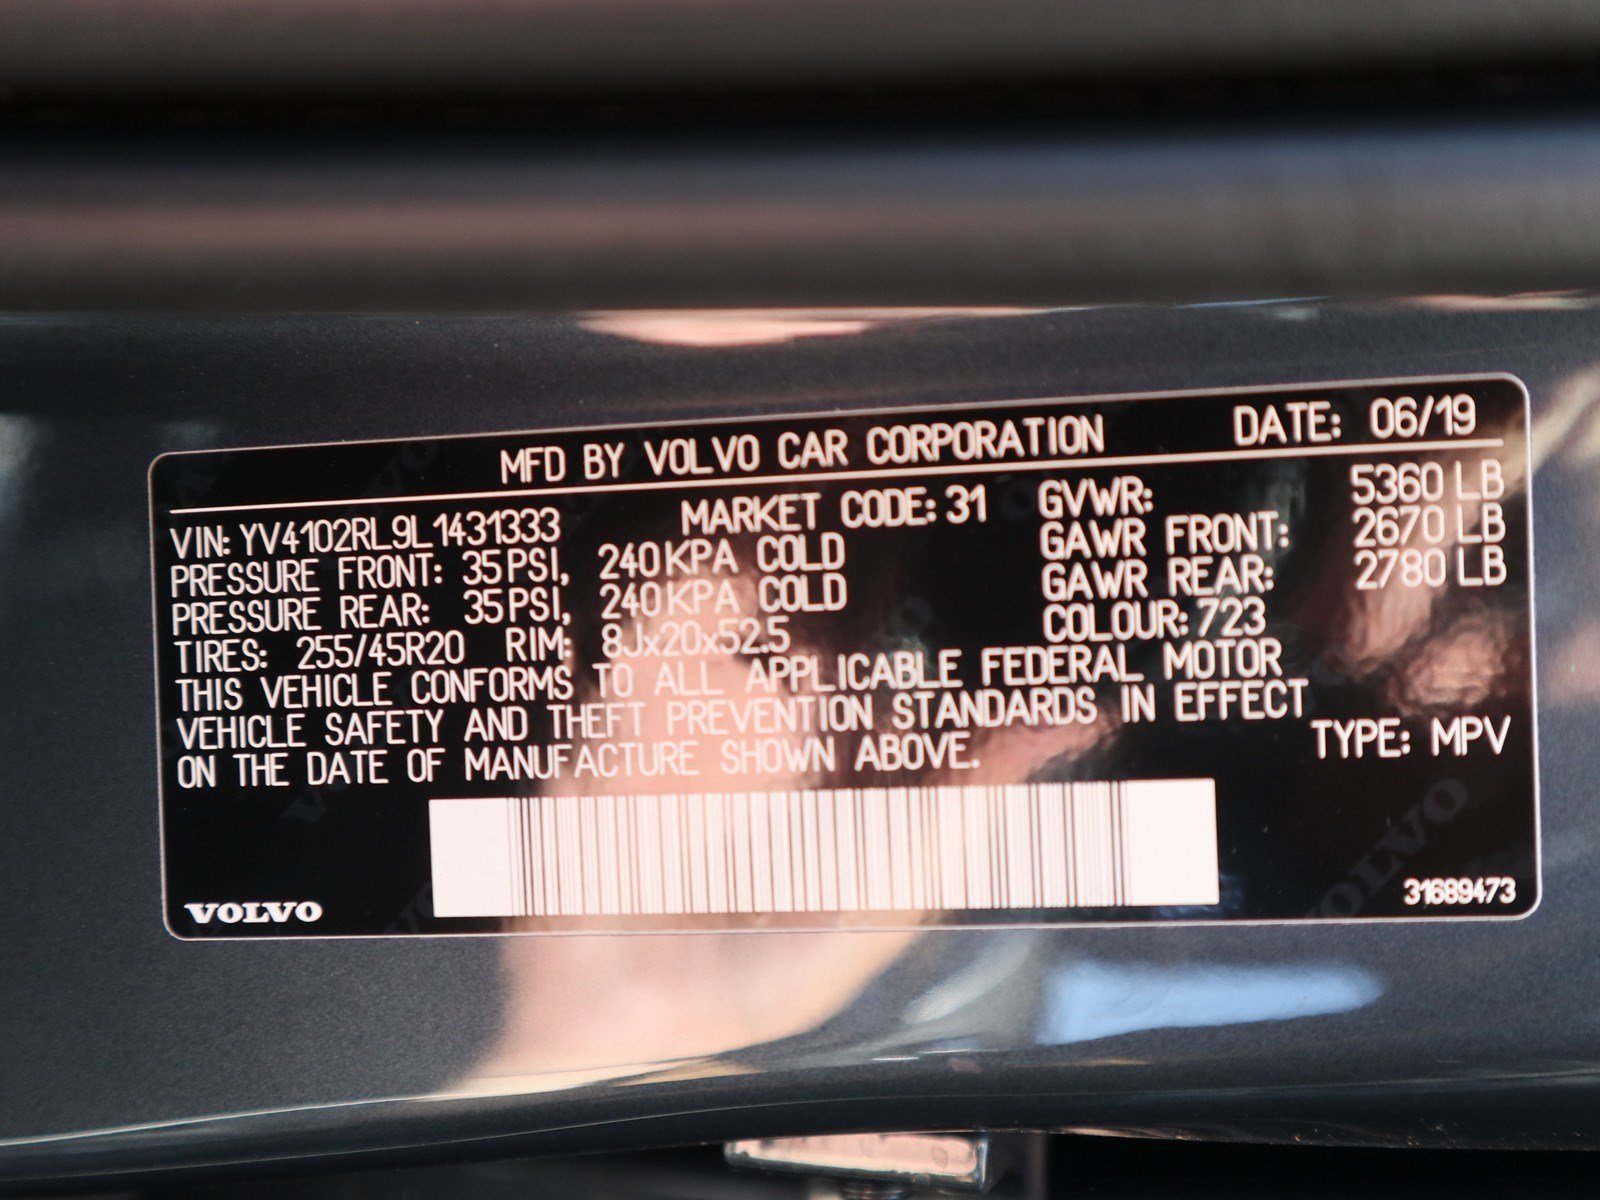 MFD BY VOLVO CAR CORPORATION DATE: 06/19
VIN: YV4102RL9L1431333 MARKET CODE: 31 GVWR: 5360 LB
PRESSURE FRONT: 35 PSI, 240 KPA COLD GAWR FRONT: 2670 LB
PRESSURE REAR: 35 PSI, 240 KPA COLD GAWR REAR: 2780 LB
TIRES: 255/45R20 RIM: 8Jx20x52.5 COLOUR: 723
THIS VEHICLE CONFORMS TO ALL APPLICABLE FEDERAL MOTOR
VEHICLE SAFETY AND THEFT PREVENTION STANDARDS IN EFFECT
ON THE DATE OF MANUFACTURE SHOWN ABOVE. TYPE: MPV
VOLVO 31689473